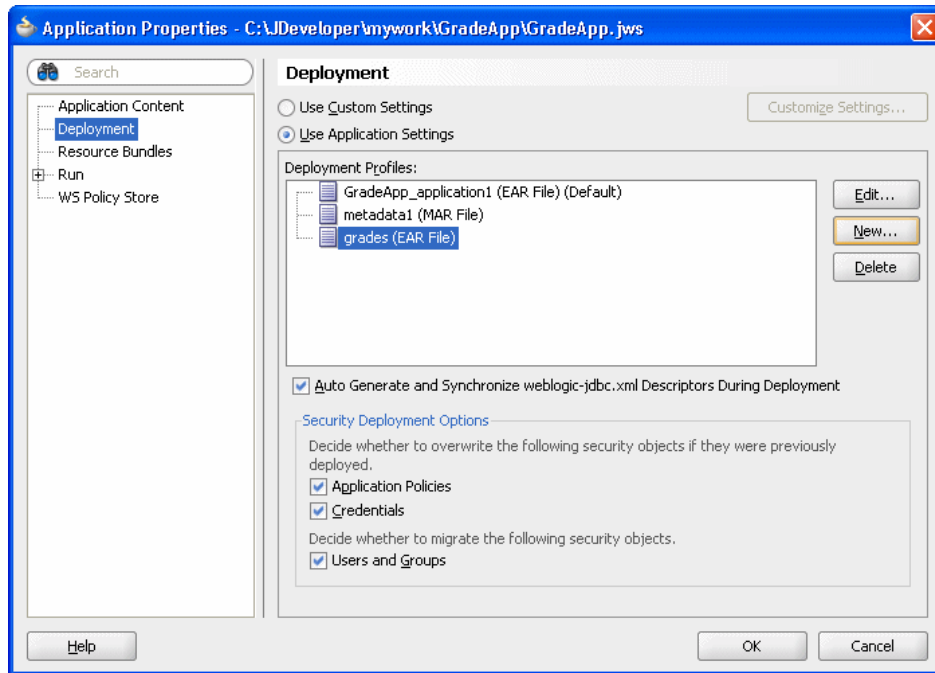 Application Properties - C:\JDeveloper\mywork\GradeApp\GradeApp.jws
Search
Application Content
Deployment
Resource Bundles
Run
WS Policy Store
Deployment
Use Custom Settings
Customize Settings...
Use Application Settings
Deployment Profiles:
GradeApp_application1 (EAR File) (Default)
metadata1 (MAR File)
grades (EAR File)
Edit...
New...
Delete
Auto Generate and Synchronize weblogic-jdbc.xml Descriptors During Deployment
Security Deployment Options
Decide whether to overwrite the following security objects if they were previously
deployed.
Application Policies
Credentials
Decide whether to migrate the following security objects.
Users and Groups
Help
OK
Cancel